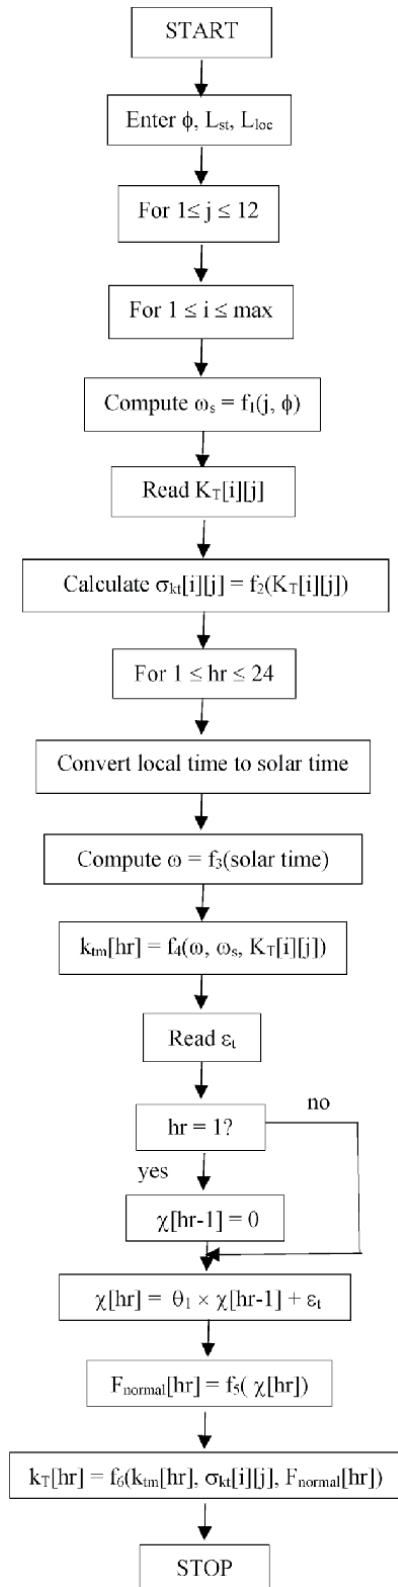 START
Enter ϕ, Lst, Lloc
For 1≤ j ≤ 12
For 1 ≤ i ≤ max
Compute ωs = f1(j, ϕ)
Read KT[i][j]
Calculate σkt[i][j] = f2(KT[i][j])
For 1 ≤ hr ≤ 24
Convert local time to solar time
Compute ω = f3(solar time)
ktm[hr] = f4(ω, ωs, KT[i][j])
Read εt
hr = 1?
no
yes
χ[hr-1] = 0
χ[hr] = θ1 × χ[hr-1] + εt
Fnormal[hr] = f5( χ[hr])
kT[hr] = f6(ktm[hr], σkt[i][j], Fnormal[hr])
STOP